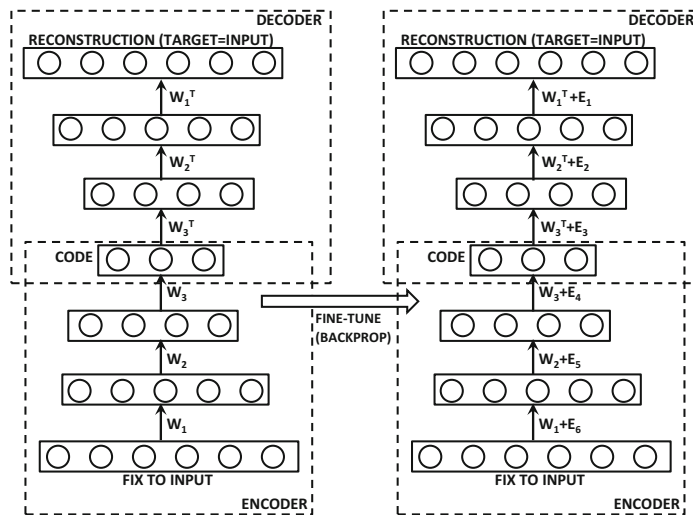 DECODER
RECONSTRUCTION (TARGET=INPUT)
W₁ᵀ
W₂ᵀ
W₃ᵀ
CODE
W₃
W₂
W₁
FIX TO INPUT
ENCODER
FINE-TUNE
(BACKPROP)
DECODER
RECONSTRUCTION (TARGET=INPUT)
W₁ᵀ+E₁
W₂ᵀ+E₂
W₃ᵀ+E₃
CODE
W₃+E₄
W₂+E₅
W₁+E₆
FIX TO INPUT
ENCODER